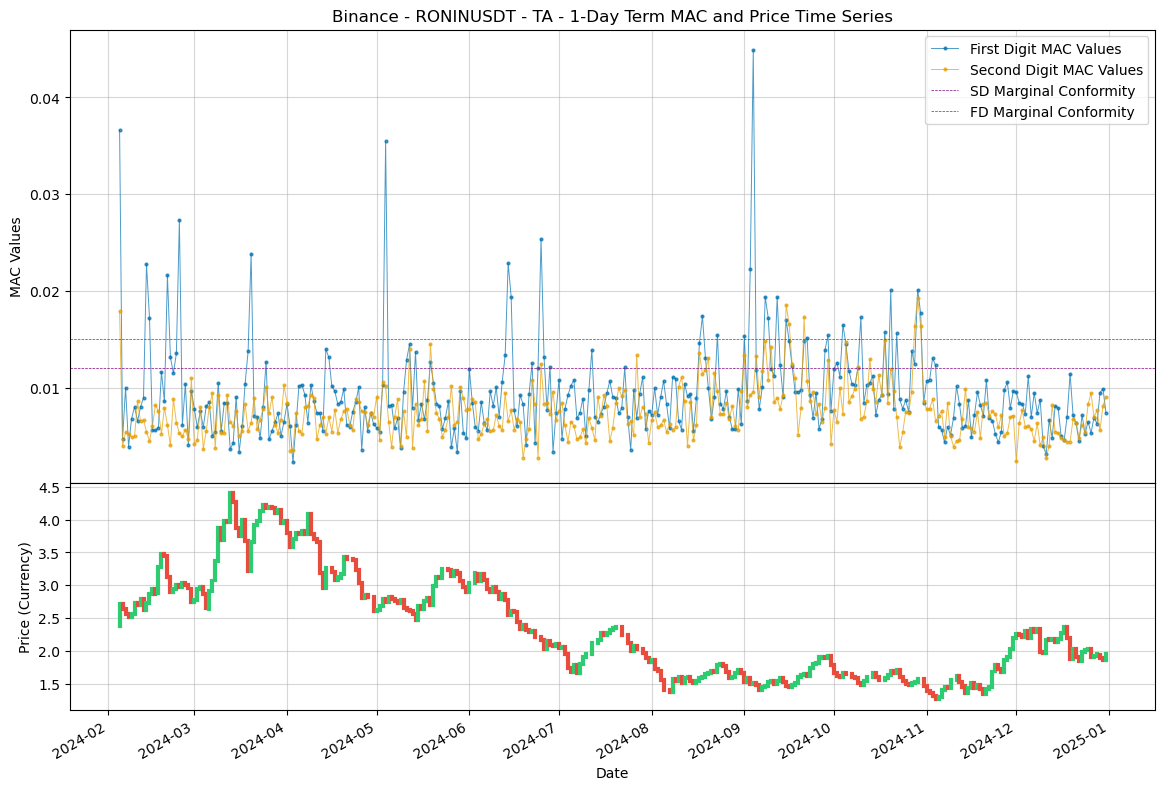 Binance - RONINUSDT - TA - 1-Day Term MAC and Price Time Series
First Digit MAC Values
Second Digit MAC Values
SD Marginal Conformity
FD Marginal Conformity
MAC Values
0.04
0.03
0.02
0.01
Price (Currency)
4.5
4.0
3.5
3.0
2.5
2.0
1.5
2024-02
2024-03
2024-04
2024-05
2024-06
2024-07
2024-08
2024-09
2024-10
2024-11
2024-12
2025-01
Date